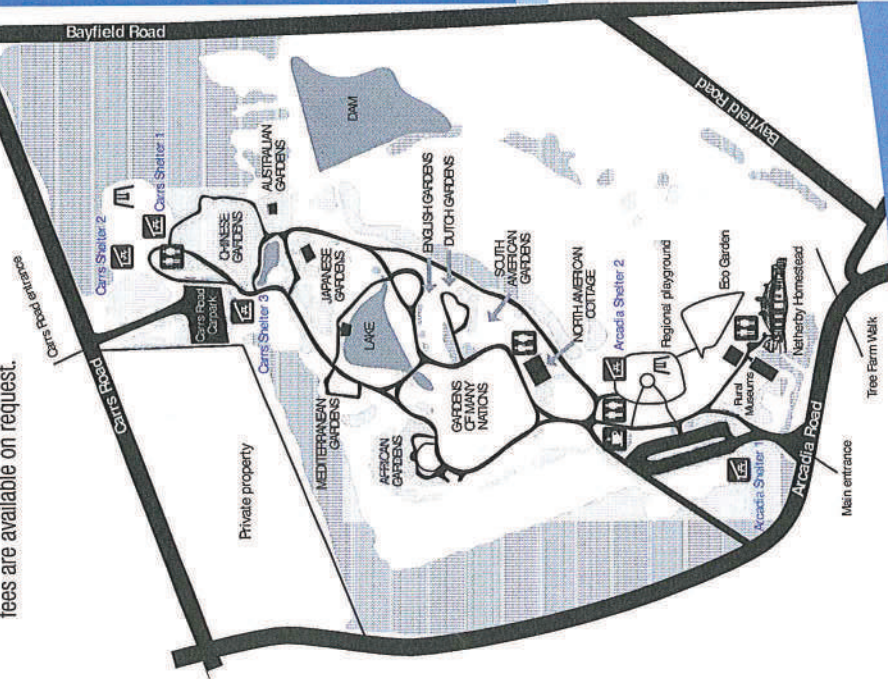 fees are available on request.
Bayfield Road
Carrs Road entrance
Carrs Road
Carrs Shelter 2
Carrs Shelter 1
CHINESE
GARDENS
AUSTRALIAN
GARDENS
DAM
Carrs Road
Carpark
Carrs Shelter 3
Private property
JAPANESE
GARDENS
LAKE
MEDITERRANEAN
GARDENS
ENGLISH GARDENS
DUTCH GARDENS
SOUTH
AMERICAN
GARDENS
AFRICAN
GARDENS
GARDENS
OF MANY
NATIONS
NORTH AMERICAN
COTTAGE
Bayfield Road
Arcadia Shelter 2
Regional playground
Eco Garden
Rural
Museums
Netherby Homestead
Arcadia Shelter 1
Arcadia Road
Main entrance
Tree Farm Walk